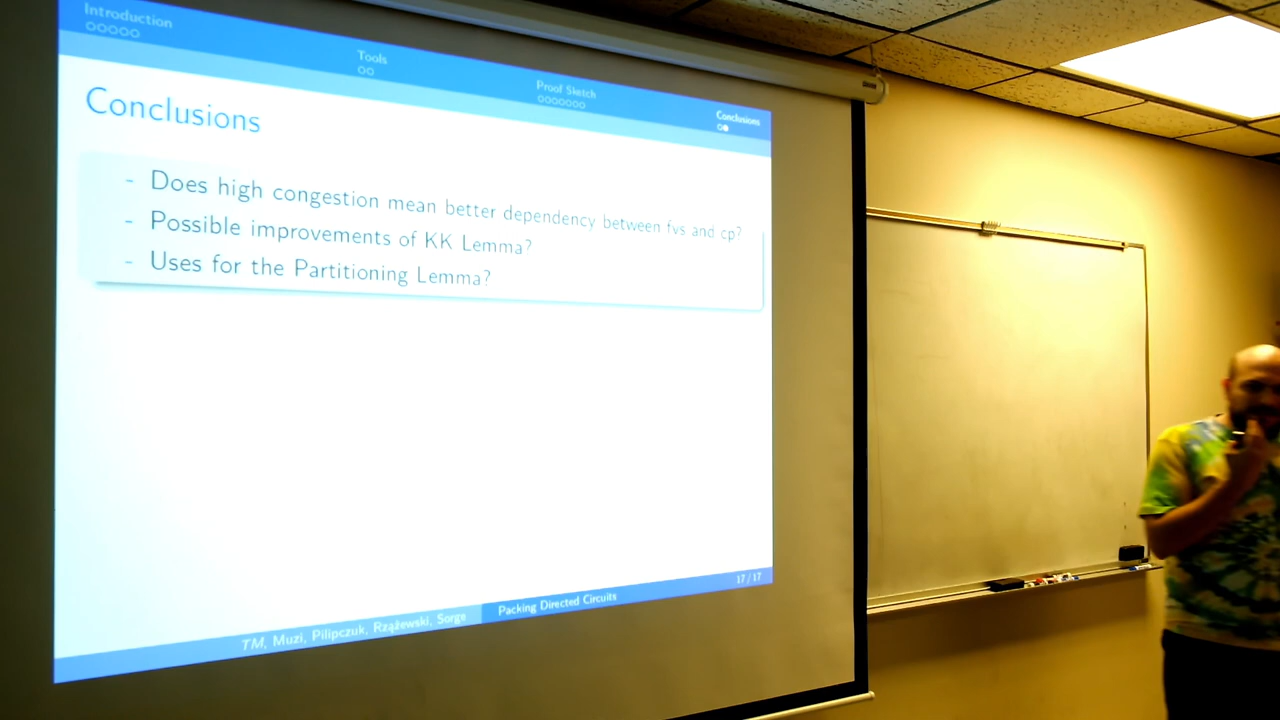 Introduction
Tools
Proof Sketch
Conclusions
Conclusions
- Does high congestion mean better dependency between fvs and cp?
- Possible improvements of KK Lemma?
- Uses for the Partitioning Lemma?
TM, Muzi, Pilipczuk, Rzążewski, Sorge
Packing Directed Circuits
17 / 17